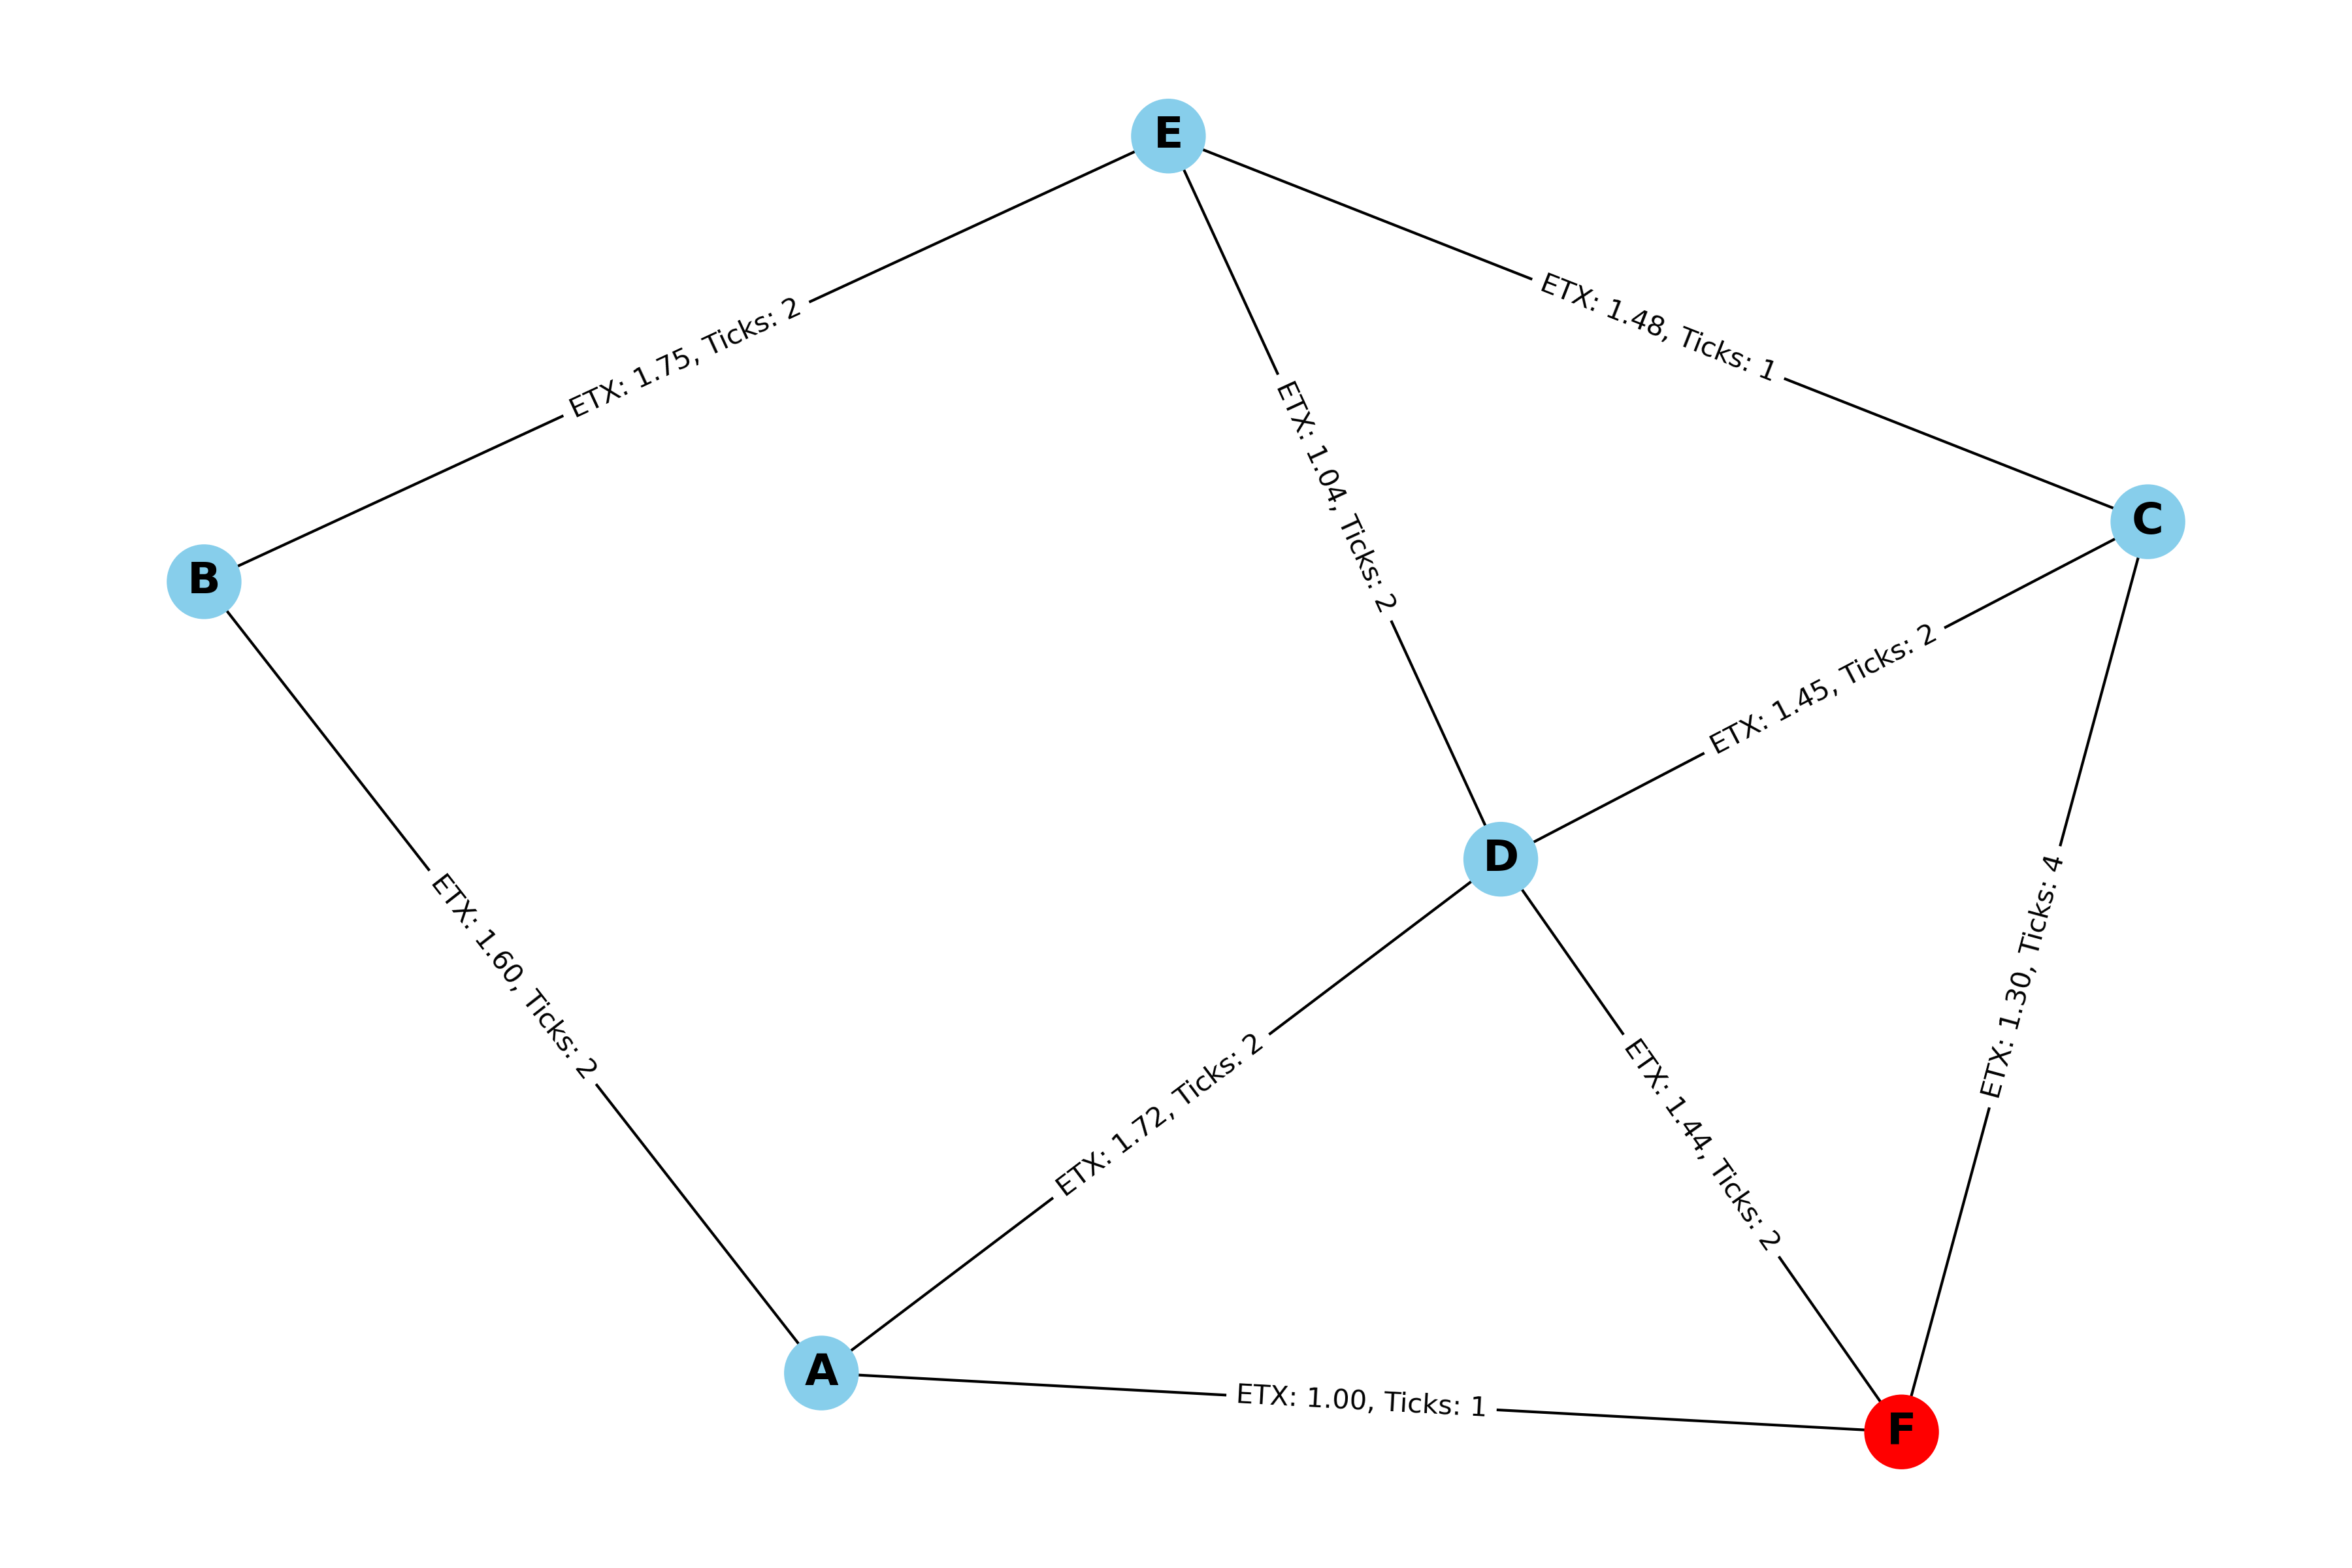 E
ETX: 1.48, Ticks: 1
ETX: 1.75, Ticks: 2
ETX: 1.04, Ticks: 2
C
B
ETX: 1.45, Ticks: 2
D
ETX: 1.60, Ticks: 2
ETX: 1.30, Ticks: 4
ETX: 1.72, Ticks: 2
ETX: 1.44, Ticks: 2
A
ETX: 1.00, Ticks: 1
F